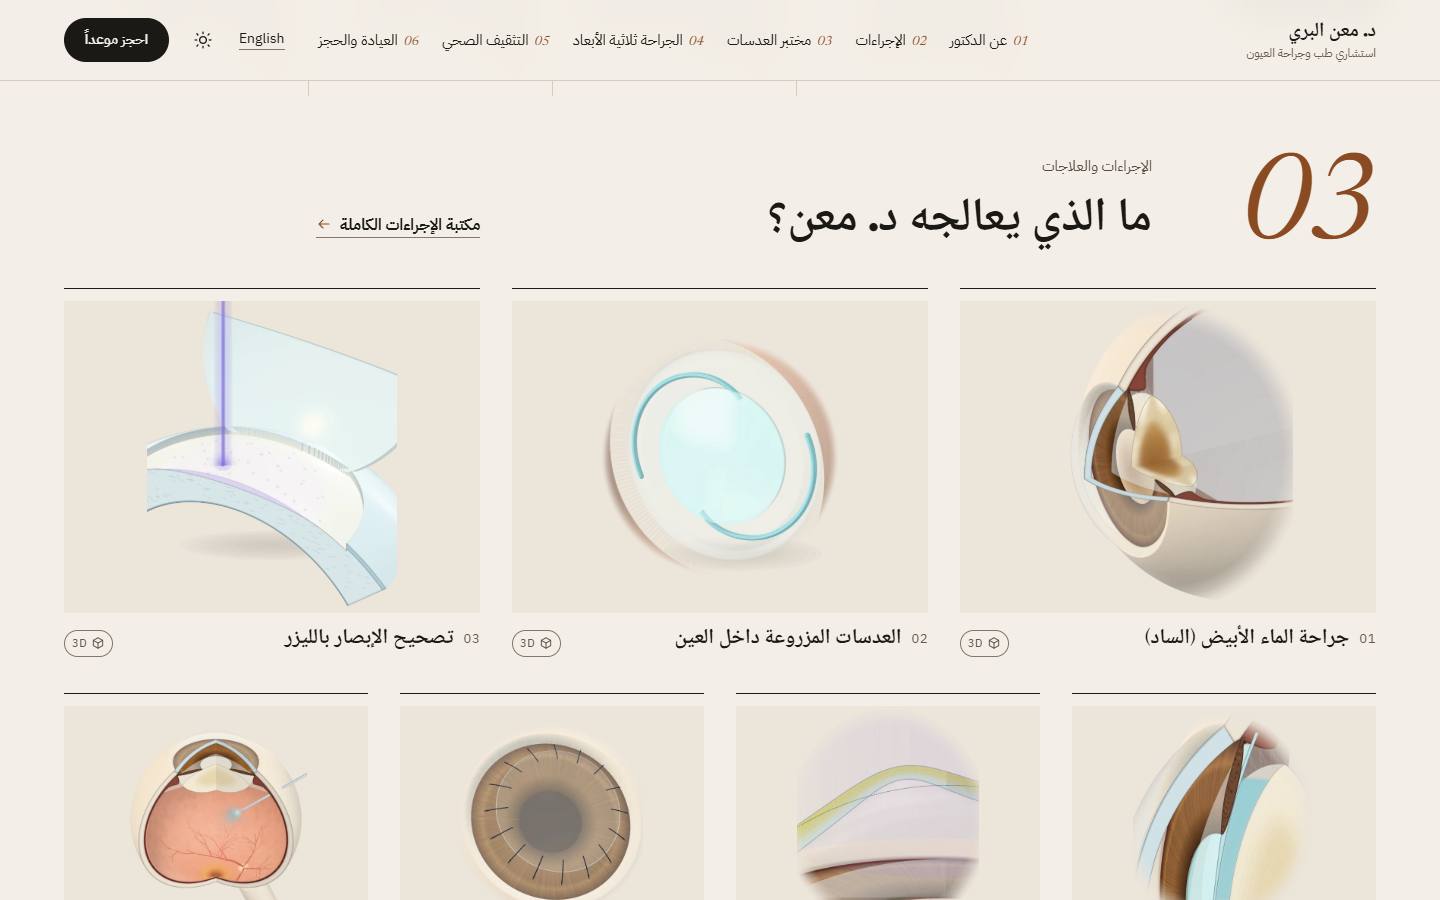 د. معن البري
استشاري طب وجراحة العيون
01 عن الدكتور
02 الإجراءات
03 مختبر العدسات
04 الجراحة ثلاثية الأبعاد
05 التثقيف الصحي
06 العيادة والحجز
English
احجز موعداً
03
الإجراءات والعلاجات
ما الذي يعالجه د. معن؟
مكتبة الإجراءات الكاملة ←
01 جراحة الماء الأبيض (الساد)
3D
02 العدسات المزروعة داخل العين
3D
03 تصحيح الإبصار بالليزر
3D